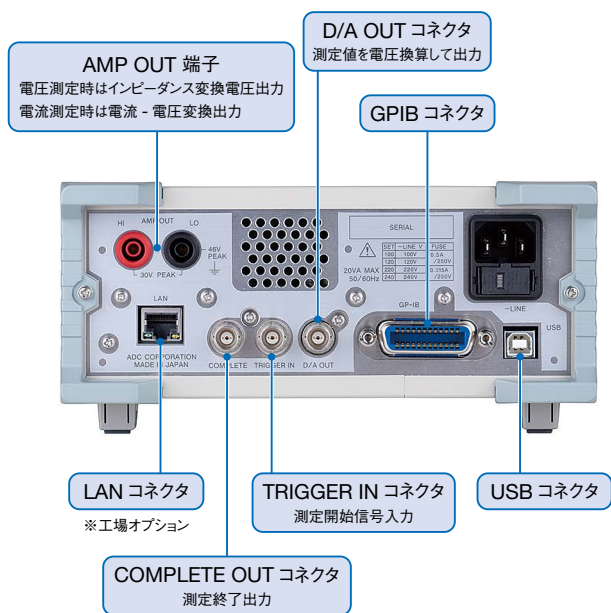 D/A OUT コネクタ
測定値を電圧換算して出力
AMP OUT 端子
電圧測定時はインピーダンス変換電圧出力
電流測定時は電流 - 電圧変換出力
GPIB コネクタ
HI AMP OUT LO
46V
PEAK
30V PEAK
SERIAL
SET ~LINE V FUSE
100 100V 0.5A
120 120V /250V
220 220V 0.315A
240 240V /250V
20VA MAX
50/60Hz
~LINE
LAN
GP-IB
USB
ADC CORPORATION
MADE IN JAPAN
COMPLETE TRIGGER IN D/A OUT
LAN コネクタ
※工場オプション
TRIGGER IN コネクタ
測定開始信号入力
USB コネクタ
COMPLETE OUT コネクタ
測定終了出力